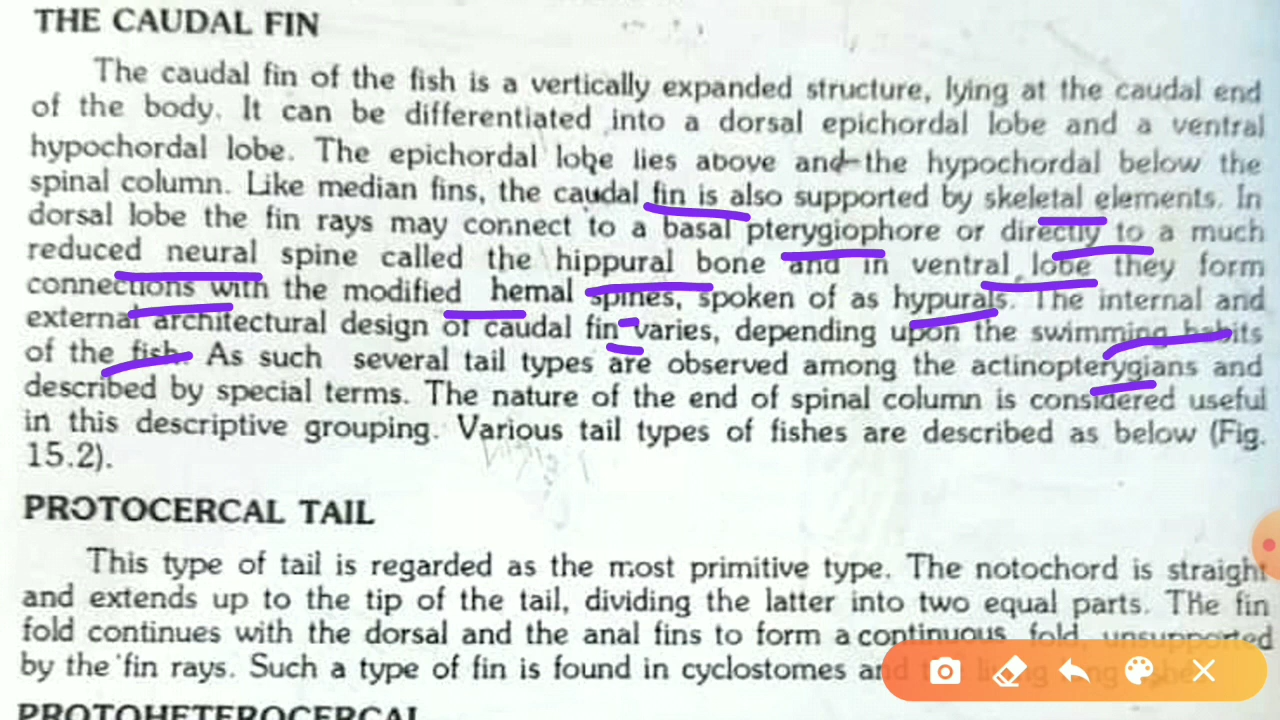 THE CAUDAL FIN
The caudal fin of the fish is a vertically expanded structure, lying at the caudal end
of the body. It can be differentiated into a dorsal epichordal lobe and a ventral
hypochordal lobe. The epichordal lobe lies above and the hypochordal below the
spinal column. Like median fins, the caudal fin is also supported by skeletal elements. In
dorsal lobe the fin rays may connect to a basal pterygiophore or directly to a much
reduced neural spine called the hippural bone and in ventral lobe they form
connections with the modified hemal spines, spoken of as hypurals. The internal and
external architectural design of caudal fin varies, depending upon the swimming habits
of the fish. As such several tail types are observed among the actinopterygians and
described by special terms. The nature of the end of spinal column is considered useful
in this descriptive grouping. Various tail types of fishes are described as below (Fig.
15.2).
PROTOCERCAL TAIL
This type of tail is regarded as the most primitive type. The notochord is straight
and extends up to the tip of the tail, dividing the latter into two equal parts. The fin
fold continues with the dorsal and the anal fins to form a continuous fold, unsupported
by the fin rays. Such a type of fin is found in cyclostomes and
PROTOHETEROCERCAL